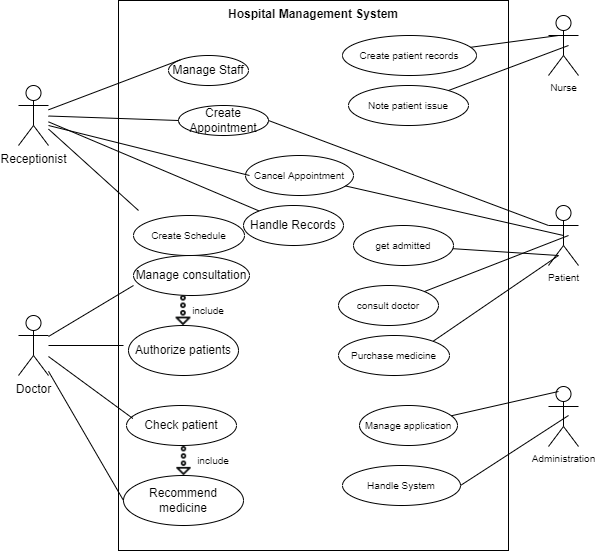 Hospital Management System
Manage Staff
Create patient records
Nurse
Note patient issue
Create
Appointment
Receptionist
Cancel Appointment
Handle Records
Create Schedule
get admitted
Patient
Manage consultation
include
consult doctor
Authorize patients
Purchase medicine
Doctor
Check patient
Manage application
include
Administration
Handle System
Recommend
medicine